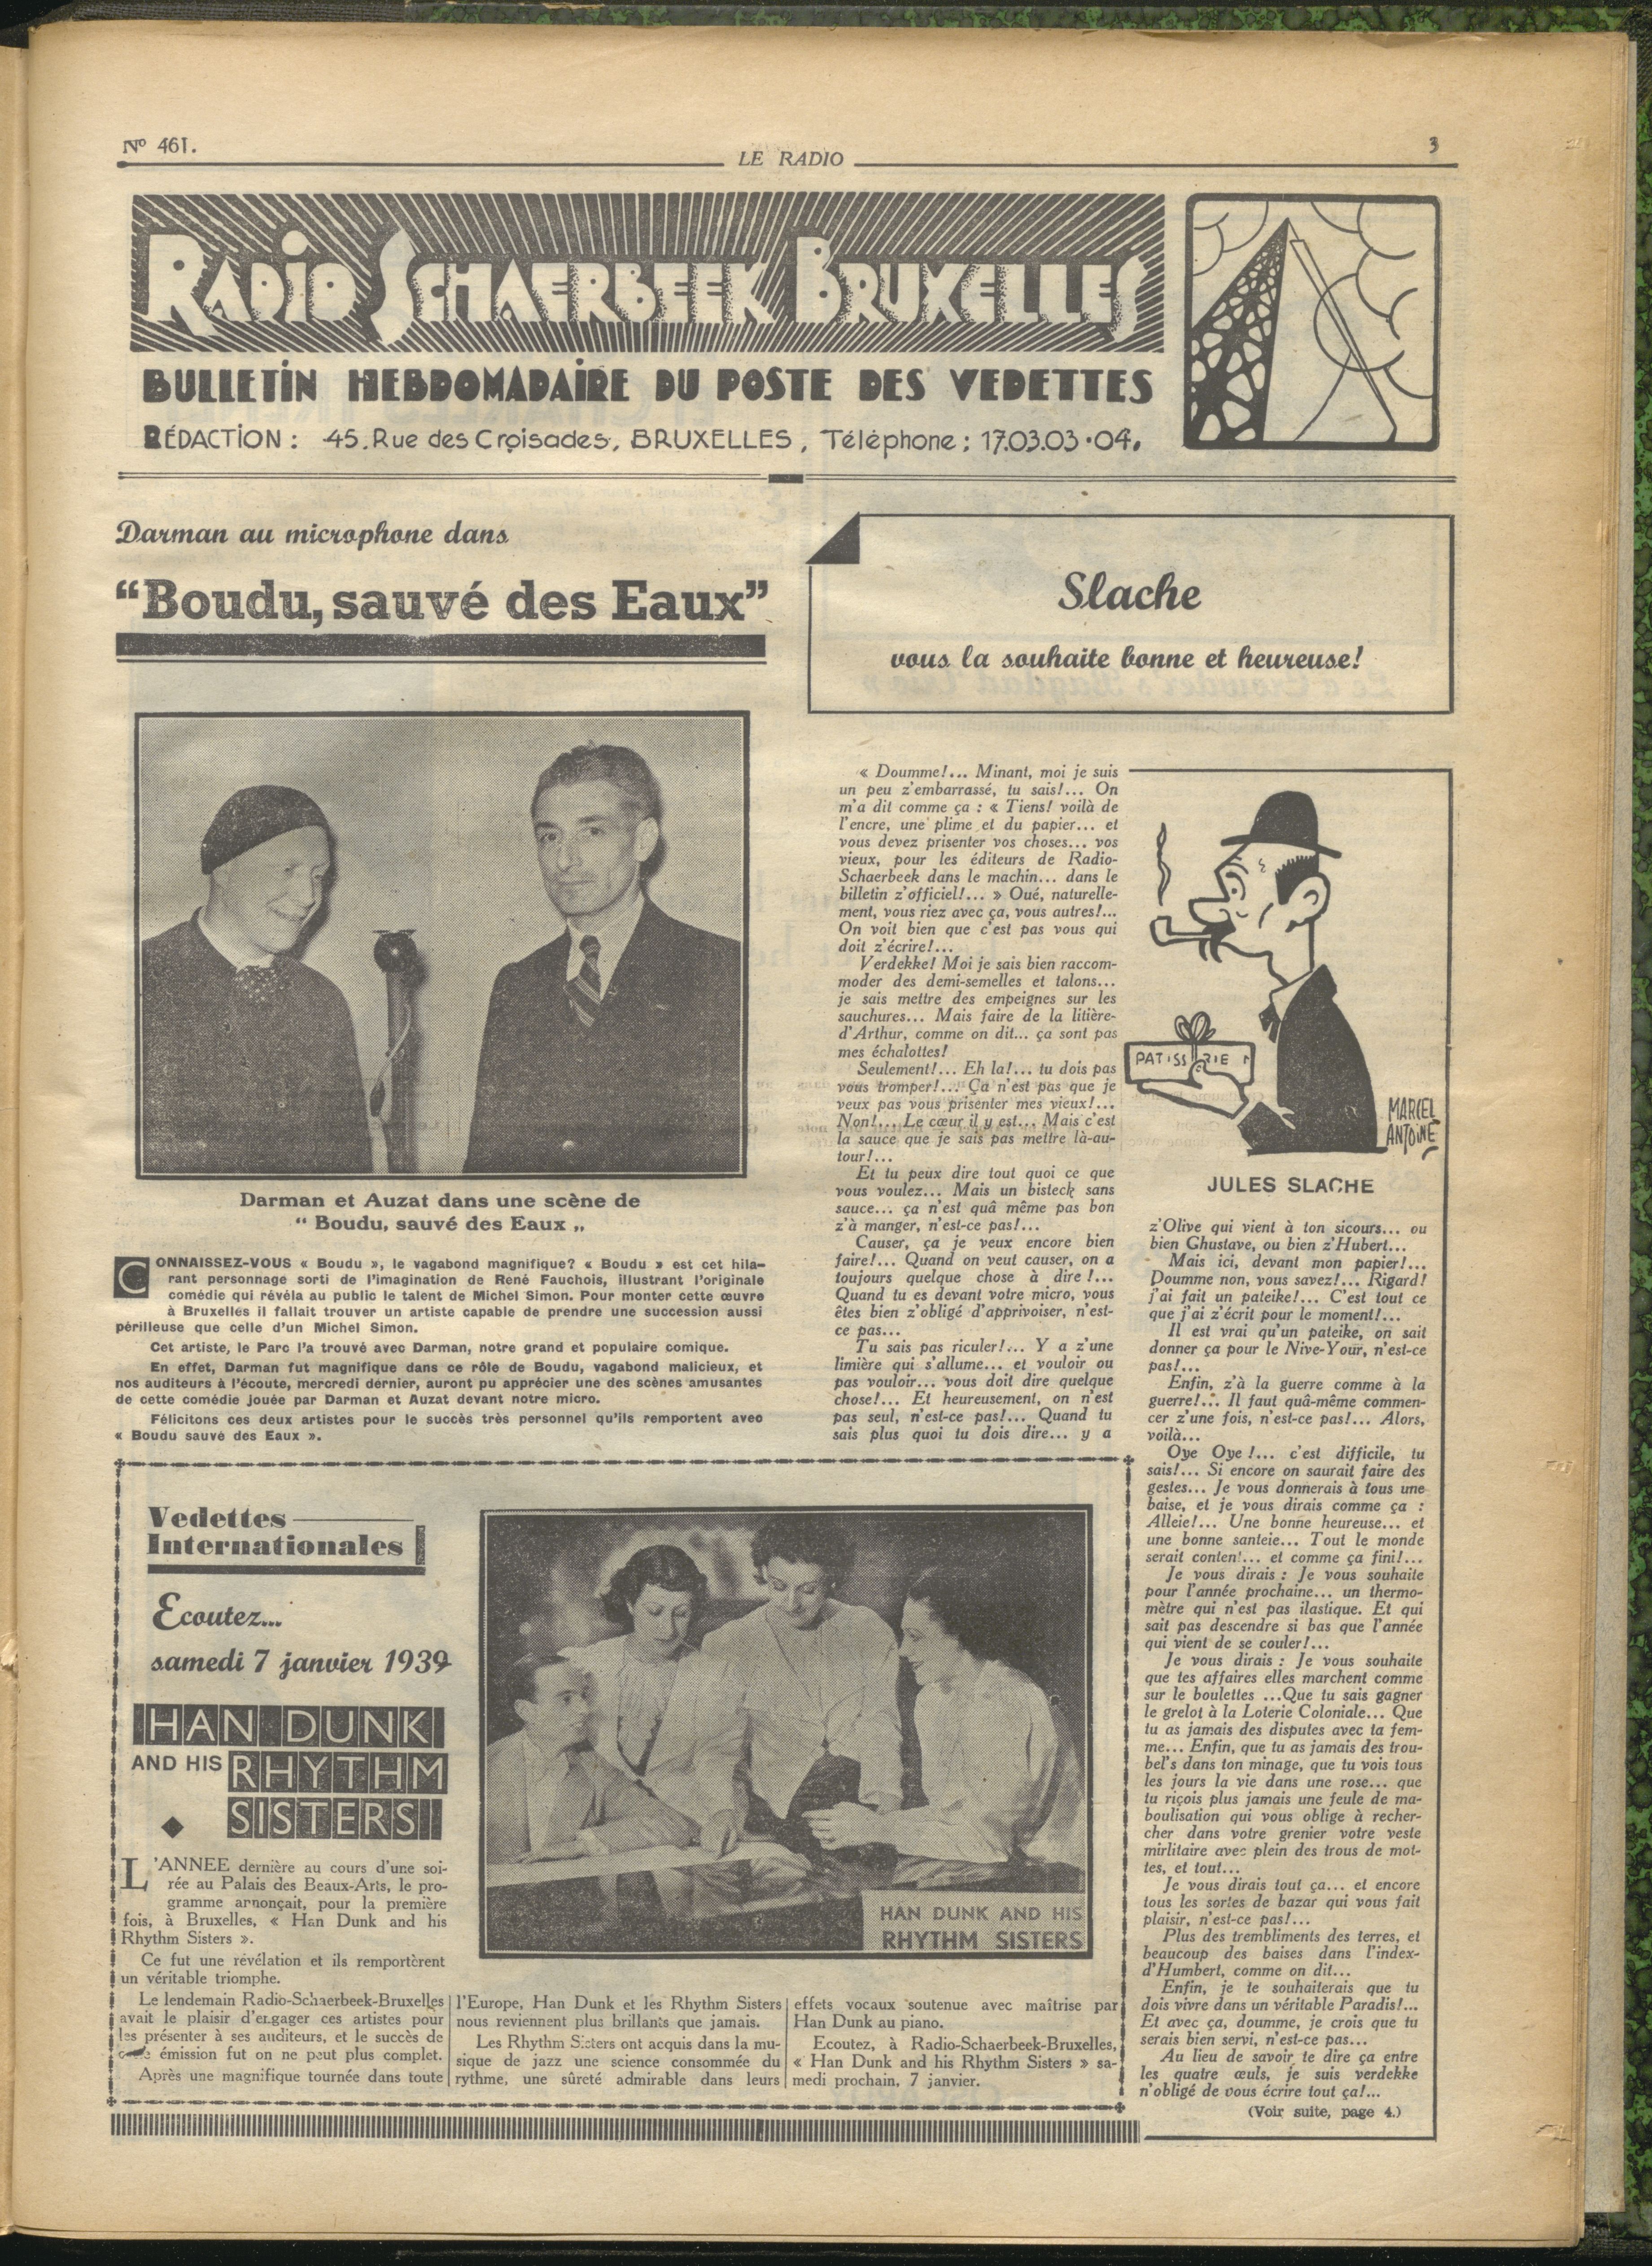 Nº 461.
LE RADIO
3
RADIO SCHAERBEEK BRUXELLES
BULLETIN HEBDOMADAIRE DU POSTE DES VEDETTES
RÉDACTION : 45. Rue des Croisades, BRUXELLES, Téléphone : 17.03.03 · 04.
Darman au microphone dans
“Boudu, sauvé des Eaux”
Darman et Auzat dans une scène de
“ Boudu, sauvé des Eaux „
CONNAISSEZ-VOUS « Boudu », le vagabond magnifique? « Boudu » est cet hila-
rant personnage sorti de l'imagination de René Fauchois, illustrant l'originale
comédie qui révéla au public le talent de Michel Simon. Pour monter cette œuvre
à Bruxelles il fallait trouver un artiste capable de prendre une succession aussi
périlleuse que celle d'un Michel Simon.
Cet artiste, le Parc l'a trouvé avec Darman, notre grand et populaire comique.
En effet, Darman fut magnifique dans ce rôle de Boudu, vagabond malicieux, et
nos auditeurs à l'écoute, mercredi dernier, auront pu apprécier une des scènes amusantes
de cette comédie jouée par Darman et Auzat devant notre micro.
Félicitons ces deux artistes pour le succès très personnel qu'ils remportent avec
« Boudu sauvé des Eaux ».
Slache
vous la souhaite bonne et heureuse!
« Doumme!... Minant, moi je suis
un peu z'embarrassé, tu sais!... On
m'a dit comme ça : « Tiens! voilà de
l'encre, une plime et du papier... et
vous devez prisenter vos choses... vos
vieux, pour les éditeurs de Radio-
Schaerbeek dans le machin... dans le
billetin z'officiel!... » Oué, naturelle-
ment, vous riez avec ça, vous autres!...
On voit bien que c'est pas vous qui
doit z'écrire!...
Verdekke! Moi je sais bien raccom-
moder des demi-semelles et talons...
je sais mettre des empeignes sur les
sauchures... Mais faire de la litière-
d'Arthur, comme on dit... ça sont pas
mes échalottes!
Seulement!... Eh la!... tu dois pas
vous tromper!... Ça n'est pas que je
veux pas vous prisenter mes vieux!...
Non!... Le cœur il y est... Mais c'est
la sauce que je sais pas mettre là-au-
tour!...
Et tu peux dire tout quoi ce que
vous voulez... Mais un bisteck sans
sauce... ça n'est quâ même pas bon
z'à manger, n'est-ce pas!...
Causer, ça je veux encore bien
faire!... Quand on veut causer, on a
toujours quelque chose à dire !...
Quand tu es devant votre micro, vous
êtes bien z'obligé d'apprivoiser, n'est-
ce pas...
Tu sais pas riculer!... Y a z'une
limière qui s'allume... et vouloir ou
pas vouloir... vous doit dire quelque
chose!... Et heureusement, on n'est
pas seul, n'est-ce pas!... Quand tu
sais plus quoi tu dois dire... y a
PATISSRIE
MARCEL
ANTOINE
JULES SLACHE
z'Olive qui vient à ton sicours... ou
bien Ghustave, ou bien z'Hubert...
Mais ici, devant mon papier!...
Doumme non, vous savez!... Rigard!
j'ai fait un pateike!... C'est tout ce
que j'ai z'écrit pour le moment!...
Il est vrai qu'un pateike, on sait
donner ça pour le Nive-Your, n'est-ce
pas!...
Enfin, z'à la guerre comme à la
guerre!... Il faut quâ-même commen-
cer z'une fois, n'est-ce pas!... Alors,
voilà...
Oye Oye !... c'est difficile, tu
sais!... Si encore on saurait faire des
gestes... Je vous donnerais à tous une
baise, et je vous dirais comme ça :
Alleie!... Une bonne heureuse... et
une bonne santeie... Tout le monde
serait content... et comme ça fini!...
Je vous dirais : Je vous souhaite
pour l'année prochaine... un thermo-
mètre qui n'est pas ilastique. Et qui
sait pas descendre si bas que l'année
qui vient de se couler!...
Je vous dirais : Je vous souhaite
que tes affaires elles marchent comme
sur le boulettes ...Que tu sais gagner
le grelot à la Loterie Coloniale... Que
tu as jamais des disputes avec ta fem-
me... Enfin, que tu as jamais des trou-
bel's dans ton minage, que tu vois tous
les jours la vie dans une rose... que
tu riçois plus jamais une feule de ma-
boulisation qui vous oblige à recher-
cher dans votre grenier votre veste
mirlitaire avec plein des trous de mot-
tes, et tout...
Je vous dirais tout ça... et encore
tous les sortes de bazar qui vous fait
plaisir, n'est-ce pas!...
Plus des trembliments des terres, et
beaucoup des baises dans l'index-
d'Humbert, comme on dit...
Enfin, je te souhaiterais que tu
dois vivre dans un véritable Paradis!...
Et avec ça, doumme, je crois que tu
serais bien servi, n'est-ce pas...
Au lieu de savoir te dire ça entre
les quatre œuls, je suis verdekke
n'obligé de vous écrire tout ça!...
(Voir suite, page 4.)
Vedettes
Internationales
Ecoutez...
samedi 7 janvier 1939
HAN DUNK
AND HIS RHYTHM
SISTERS
HAN DUNK AND HIS
RHYTHM SISTERS
L'ANNEE dernière au cours d'une soi-
rée au Palais des Beaux-Arts, le pro-
gramme annonçait, pour la première
fois, à Bruxelles, « Han Dunk and his
Rhythm Sisters ».
Ce fut une révélation et ils remportèrent
un véritable triomphe.
Le lendemain Radio-Schaerbeek-Bruxelles
avait le plaisir d'engager ces artistes pour
les présenter à ses auditeurs, et le succès de
cette émission fut on ne peut plus complet.
Après une magnifique tournée dans toute
l'Europe, Han Dunk et les Rhythm Sisters
nous reviennent plus brillants que jamais.
Les Rhythm Sisters ont acquis dans la mu-
sique de jazz une science consommée du
rythme, une sûreté admirable dans leurs
effets vocaux soutenue avec maîtrise par
Han Dunk au piano.
Ecoutez, à Radio-Schaerbeek-Bruxelles,
« Han Dunk and his Rhythm Sisters » sa-
medi prochain, 7 janvier.